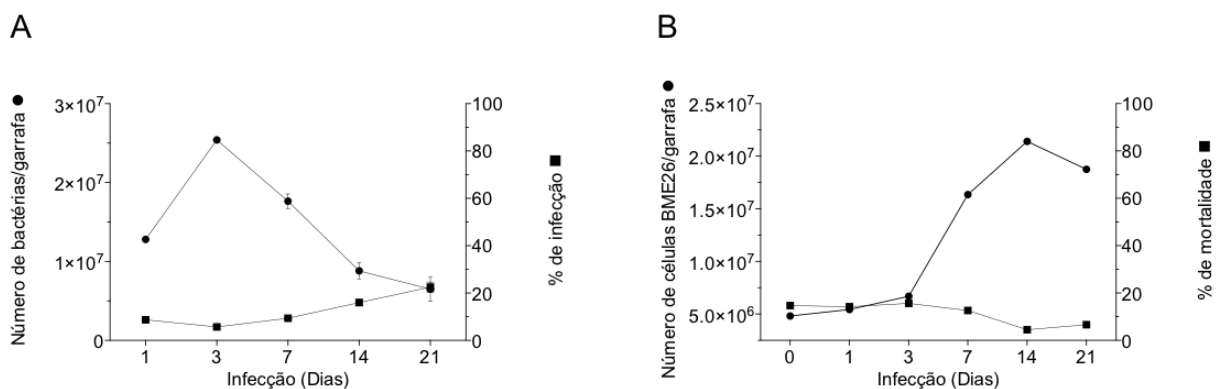 A
Número de bactérias/garrafa
3×10⁷
2×10⁷
1×10⁷
0
100
80
60
40
20
0
% de infecção
1 3 7 14 21
Infecção (Dias)
B
Número de células BME26/garrafa
2.5×10⁷
2.0×10⁷
1.5×10⁷
1.0×10⁷
5.0×10⁶
100
80
60
40
20
0
% de mortalidade
0 1 3 7 14 21
Infecção (Dias)